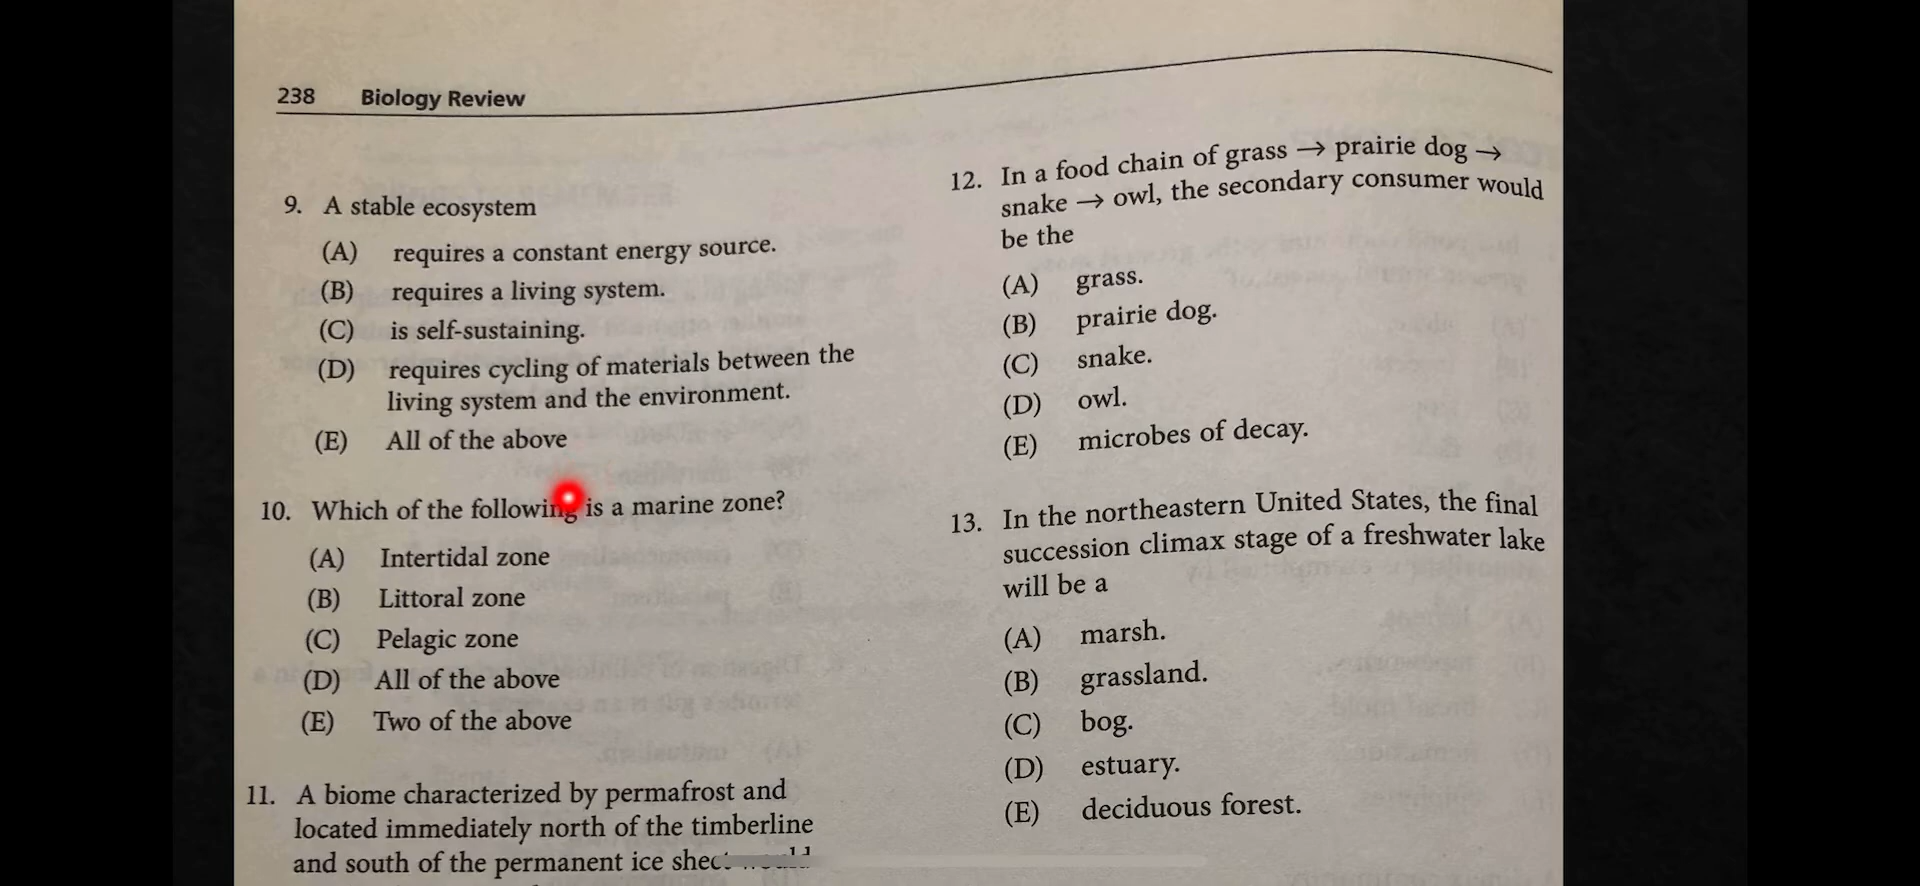 238 Biology Review
9. A stable ecosystem
(A) requires a constant energy source.
(B) requires a living system.
(C) is self-sustaining.
(D) requires cycling of materials between the
living system and the environment.
(E) All of the above
10. Which of the following is a marine zone?
(A) Intertidal zone
(B) Littoral zone
(C) Pelagic zone
(D) All of the above
(E) Two of the above
11. A biome characterized by permafrost and
located immediately north of the timberline
and south of the permanent ice sheet would
12. In a food chain of grass → prairie dog →
snake → owl, the secondary consumer would
be the
(A) grass.
(B) prairie dog.
(C) snake.
(D) owl.
(E) microbes of decay.
13. In the northeastern United States, the final
succession climax stage of a freshwater lake
will be a
(A) marsh.
(B) grassland.
(C) bog.
(D) estuary.
(E) deciduous forest.